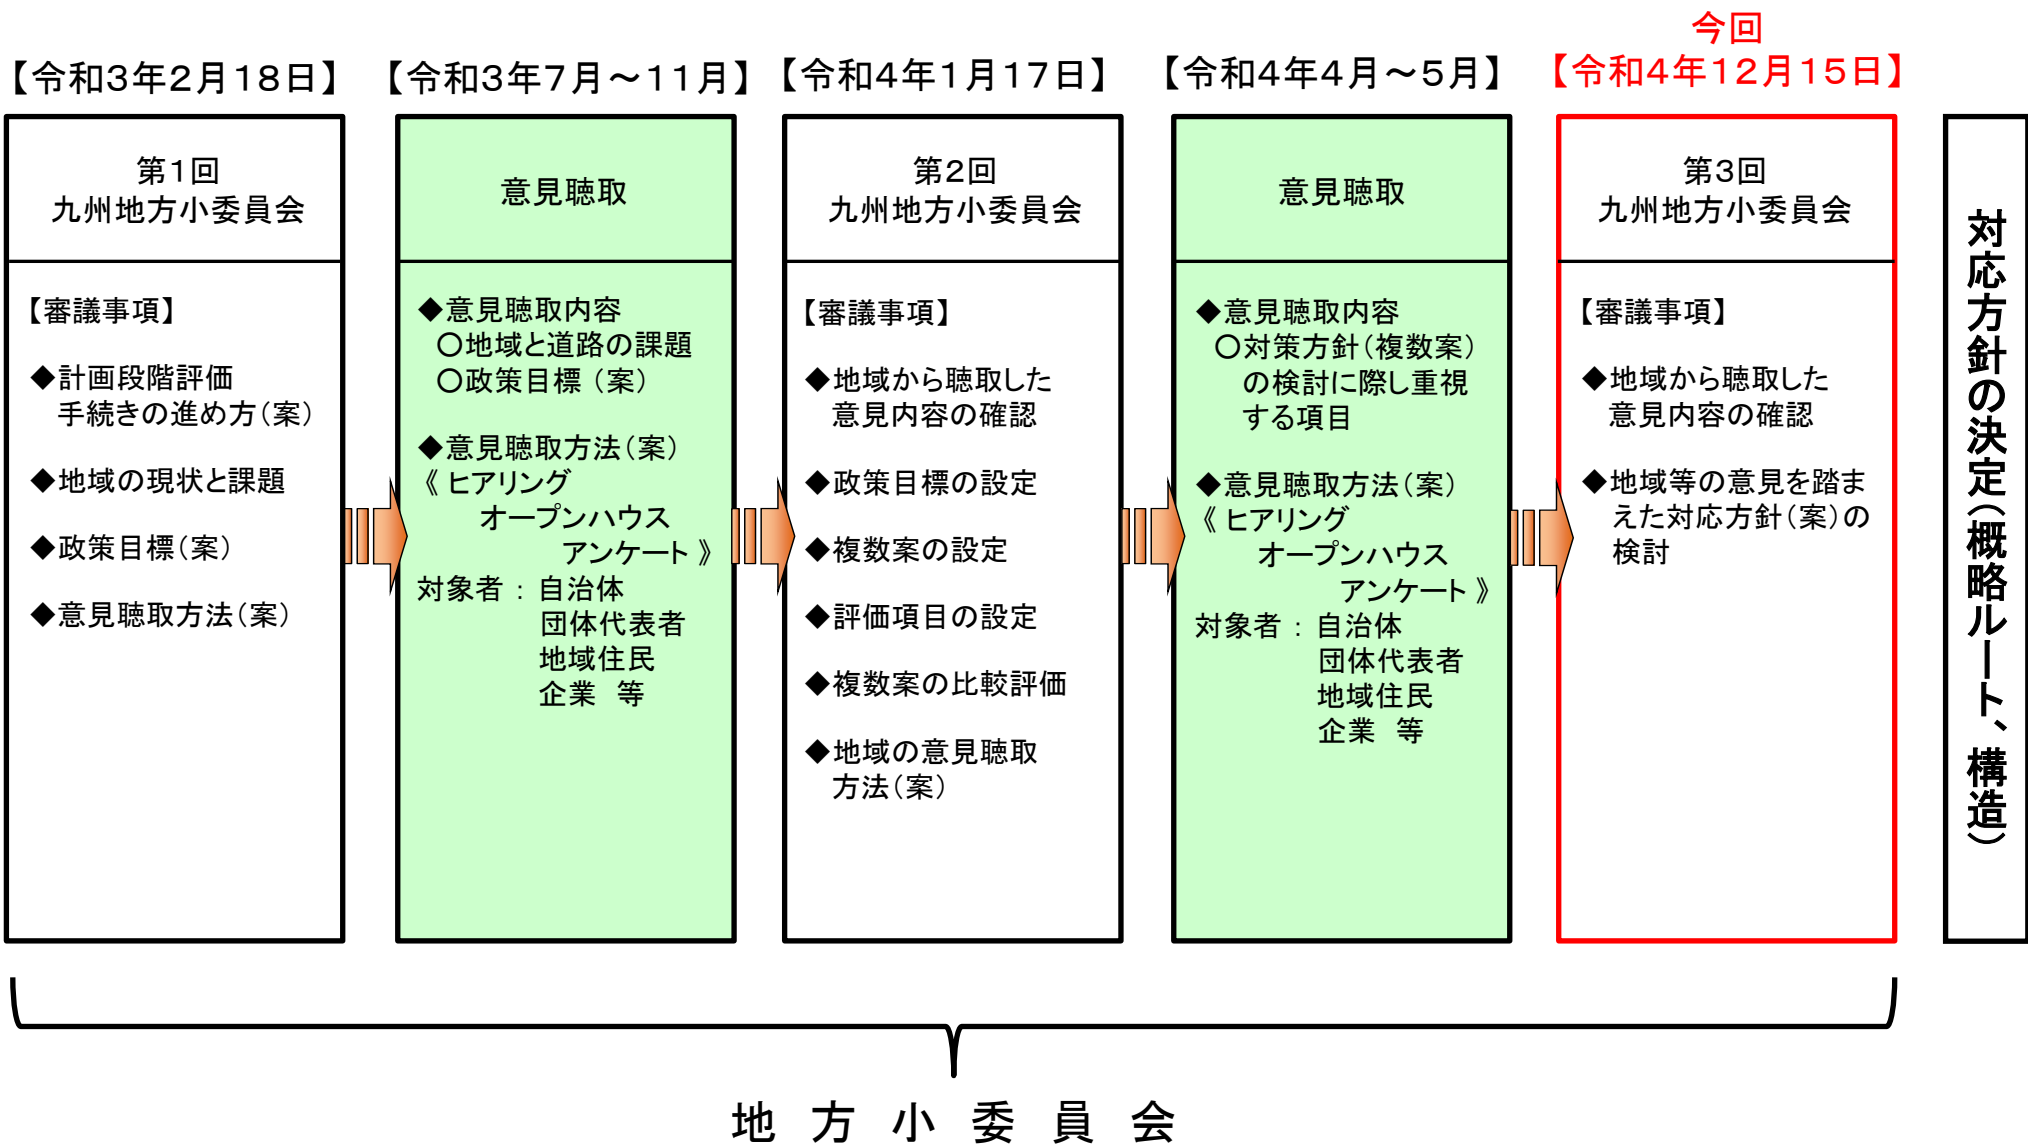 今回
【令和3年2月18日】
【令和3年7月～11月】
【令和4年1月17日】
【令和4年4月～5月】
【令和4年12月15日】
第1回
九州地方小委員会
【審議事項】
◆計画段階評価
手続きの進め方（案）
◆地域の現状と課題
◆政策目標（案）
◆意見聴取方法（案）
意見聴取
◆意見聴取内容
○地域と道路の課題
○政策目標（案）
◆意見聴取方法（案）
《ヒアリング
オープンハウス
アンケート》
対象者：自治体
団体代表者
地域住民
企業　等
第2回
九州地方小委員会
【審議事項】
◆地域から聴取した
意見内容の確認
◆政策目標の設定
◆複数案の設定
◆評価項目の設定
◆複数案の比較評価
◆地域の意見聴取
方法（案）
意見聴取
◆意見聴取内容
○対策方針（複数案）
の検討に際し重視
する項目
◆意見聴取方法（案）
《ヒアリング
オープンハウス
アンケート》
対象者：自治体
団体代表者
地域住民
企業　等
第3回
九州地方小委員会
【審議事項】
◆地域から聴取した
意見内容の確認
◆地域等の意見を踏ま
えた対応方針（案）の
検討
対応方針の決定（概略ルート、構造）
地方小委員会